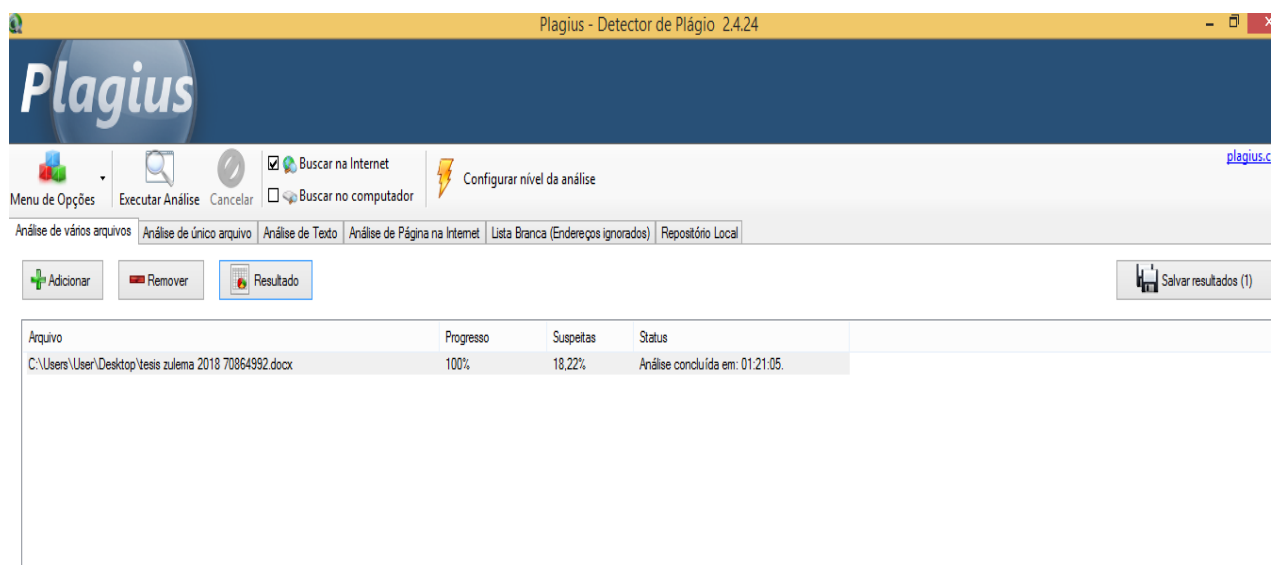 Plagius - Detector de Plágio 2.4.24
Plagius
plagius.c
Menu de Opções
Executar Análise
Cancelar
Buscar na Internet
Buscar no computador
Configurar nível da análise
Análise de vários arquivos Análise de único arquivo Análise de Texto Análise de Página na Internet Lista Branca (Endereços ignorados) Repositório Local
Adicionar Remover Resultado Salvar resultados (1)
Arquivo Progresso Suspeitas Status
C:\Users\User\Desktop\tesis zulema 2018 70864992.docx 100% 18,22% Análise concluída em: 01:21:05.